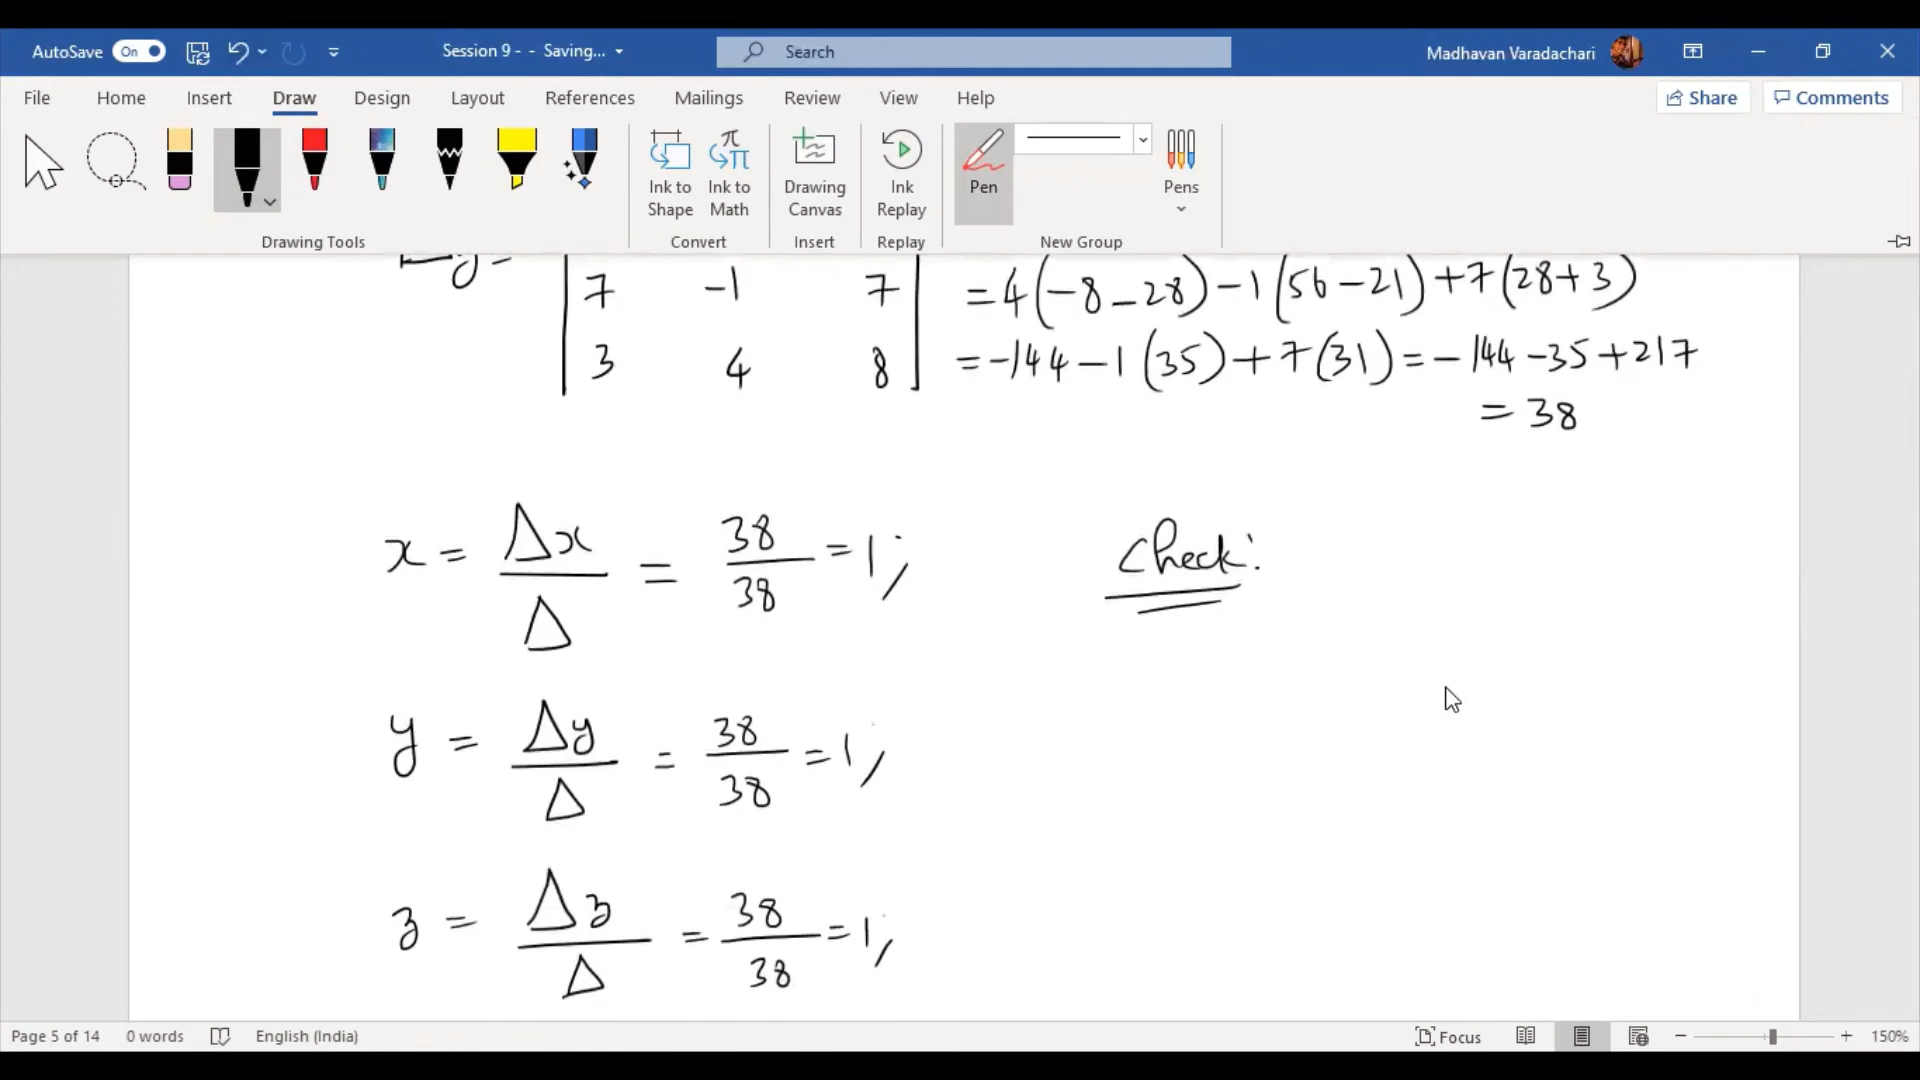 AutoSave On Session 9 - - Saving... Search Madhavan Varadachari
File Home Insert Draw Design Layout References Mailings Review View Help Share Comments
Ink to Shape Ink to Math Drawing Canvas Ink Replay Pen Pens
Drawing Tools Convert Insert Replay New Group
7 -1 7 = 4(-8-28)-1(56-21)+7(28+3)
3 4 8 = -144-1(35)+7(31) = -144-35+217
= 38
x = Δx/Δ = 38/38 = 1; Check:
y = Δy/Δ = 38/38 = 1;
z = Δz/Δ = 38/38 = 1;
Page 5 of 14 0 words English (India) Focus 150%